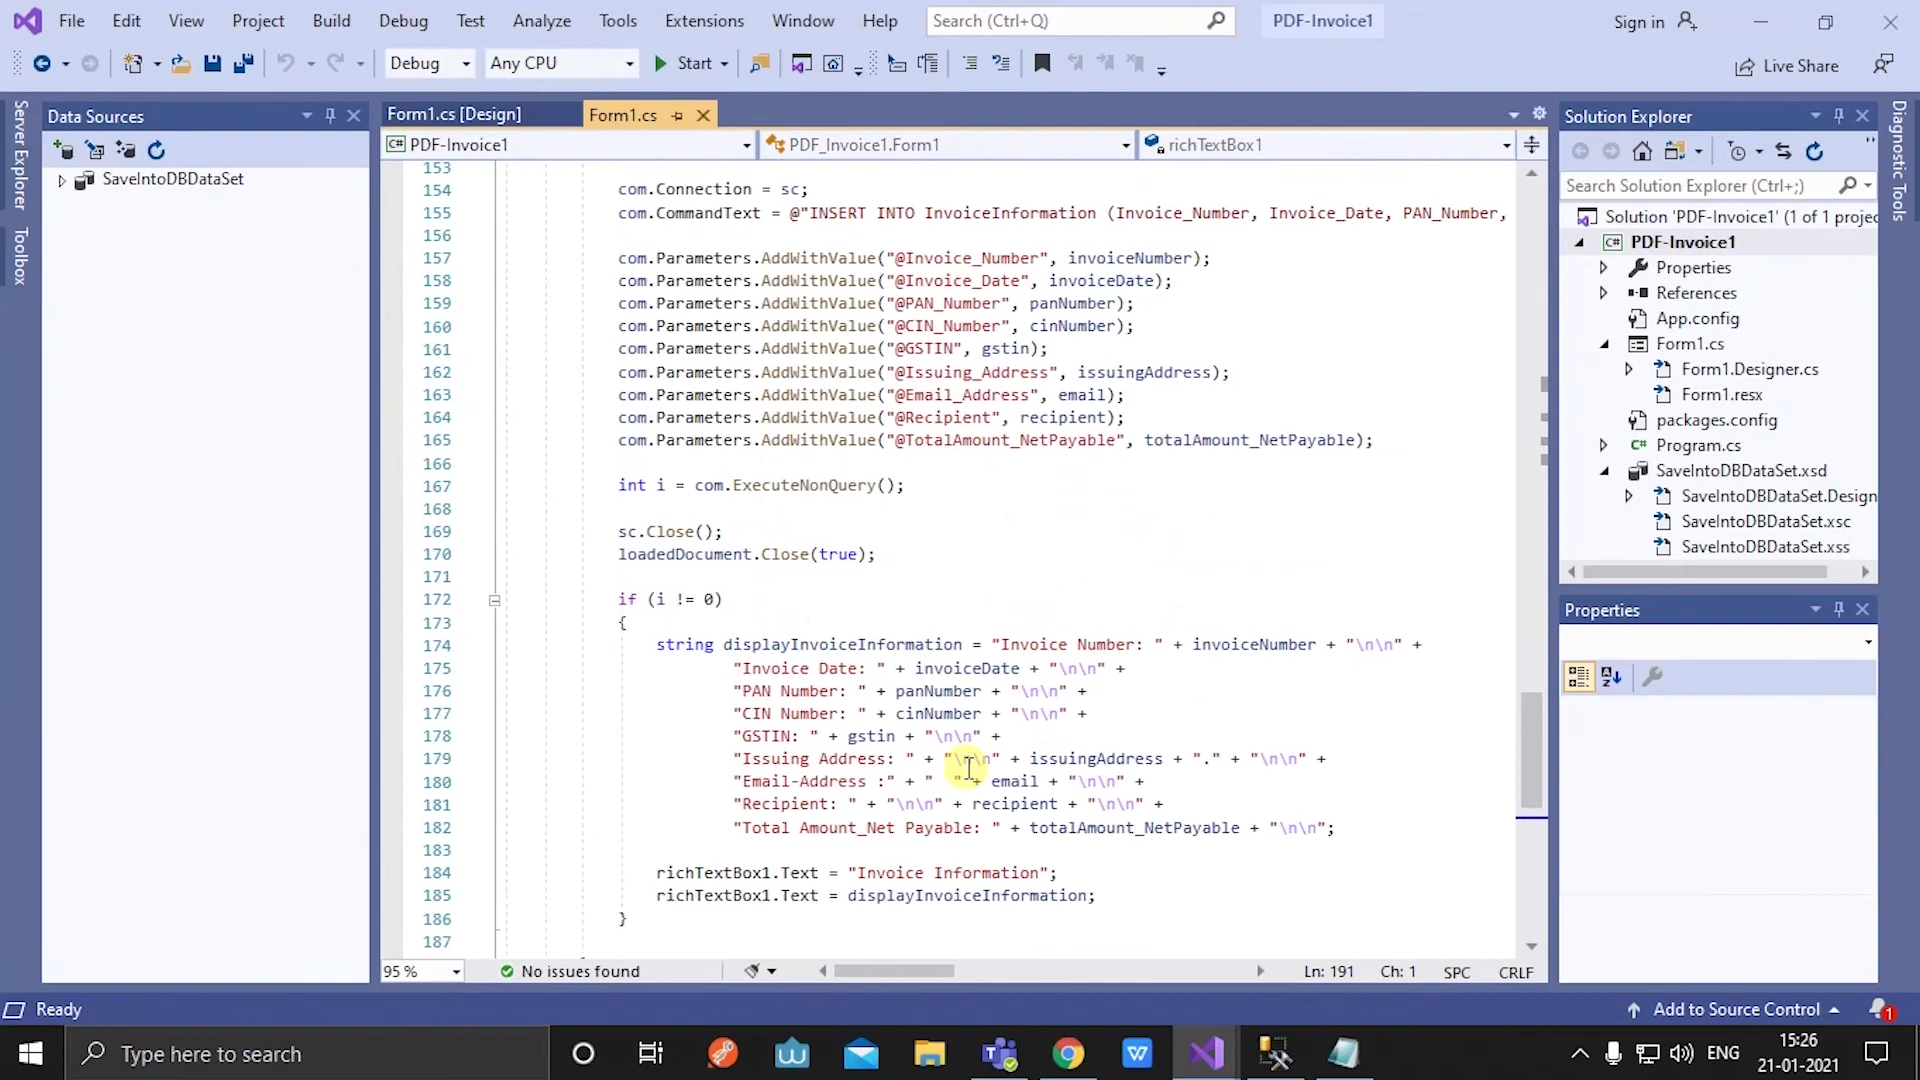 File Edit View Project Build Debug Test Analyze Tools Extensions Window Help Search (Ctrl+Q) PDF-Invoice1 Sign in
Debug Any CPU Start Live Share
Server Explorer
Toolbox
Data Sources
SaveIntoDBDataSet
Form1.cs [Design] Form1.cs
PDF-Invoice1 PDF_Invoice1.Form1 richTextBox1
153
154 com.Connection = sc;
155 com.CommandText = @"INSERT INTO InvoiceInformation (Invoice_Number, Invoice_Date, PAN_Number,
156
157 com.Parameters.AddWithValue("@Invoice_Number", invoiceNumber);
158 com.Parameters.AddWithValue("@Invoice_Date", invoiceDate);
159 com.Parameters.AddWithValue("@PAN_Number", panNumber);
160 com.Parameters.AddWithValue("@CIN_Number", cinNumber);
161 com.Parameters.AddWithValue("@GSTIN", gstin);
162 com.Parameters.AddWithValue("@Issuing_Address", issuingAddress);
163 com.Parameters.AddWithValue("@Email_Address", email);
164 com.Parameters.AddWithValue("@Recipient", recipient);
165 com.Parameters.AddWithValue("@TotalAmount_NetPayable", totalAmount_NetPayable);
166
167 int i = com.ExecuteNonQuery();
168
169 sc.Close();
170 loadedDocument.Close(true);
171
172 if (i != 0)
173 {
174 string displayInvoiceInformation = "Invoice Number: " + invoiceNumber + "\n\n" +
175 "Invoice Date: " + invoiceDate + "\n\n" +
176 "PAN Number: " + panNumber + "\n\n" +
177 "CIN Number: " + cinNumber + "\n\n" +
178 "GSTIN: " + gstin + "\n\n" +
179 "Issuing Address: " + "\n\n" + issuingAddress + "." + "\n\n" +
180 "Email-Address :" + "  " + email + "\n\n" +
181 "Recipient: " + "\n\n" + recipient + "\n\n" +
182 "Total Amount_Net Payable: " + totalAmount_NetPayable + "\n\n";
183
184 richTextBox1.Text = "Invoice Information";
185 richTextBox1.Text = displayInvoiceInformation;
186 }
187
95 % No issues found Ln: 191 Ch: 1 SPC CRLF
Solution Explorer
Search Solution Explorer (Ctrl+;)
Solution 'PDF-Invoice1' (1 of 1 projec
C# PDF-Invoice1
Properties
References
App.config
Form1.cs
Form1.Designer.cs
Form1.resx
packages.config
C# Program.cs
SaveIntoDBDataSet.xsd
SaveIntoDBDataSet.Design
SaveIntoDBDataSet.xsc
SaveIntoDBDataSet.xss
Properties
Diagnostic Tools
Ready Add to Source Control 1
Type here to search ENG 15:26
21-01-2021